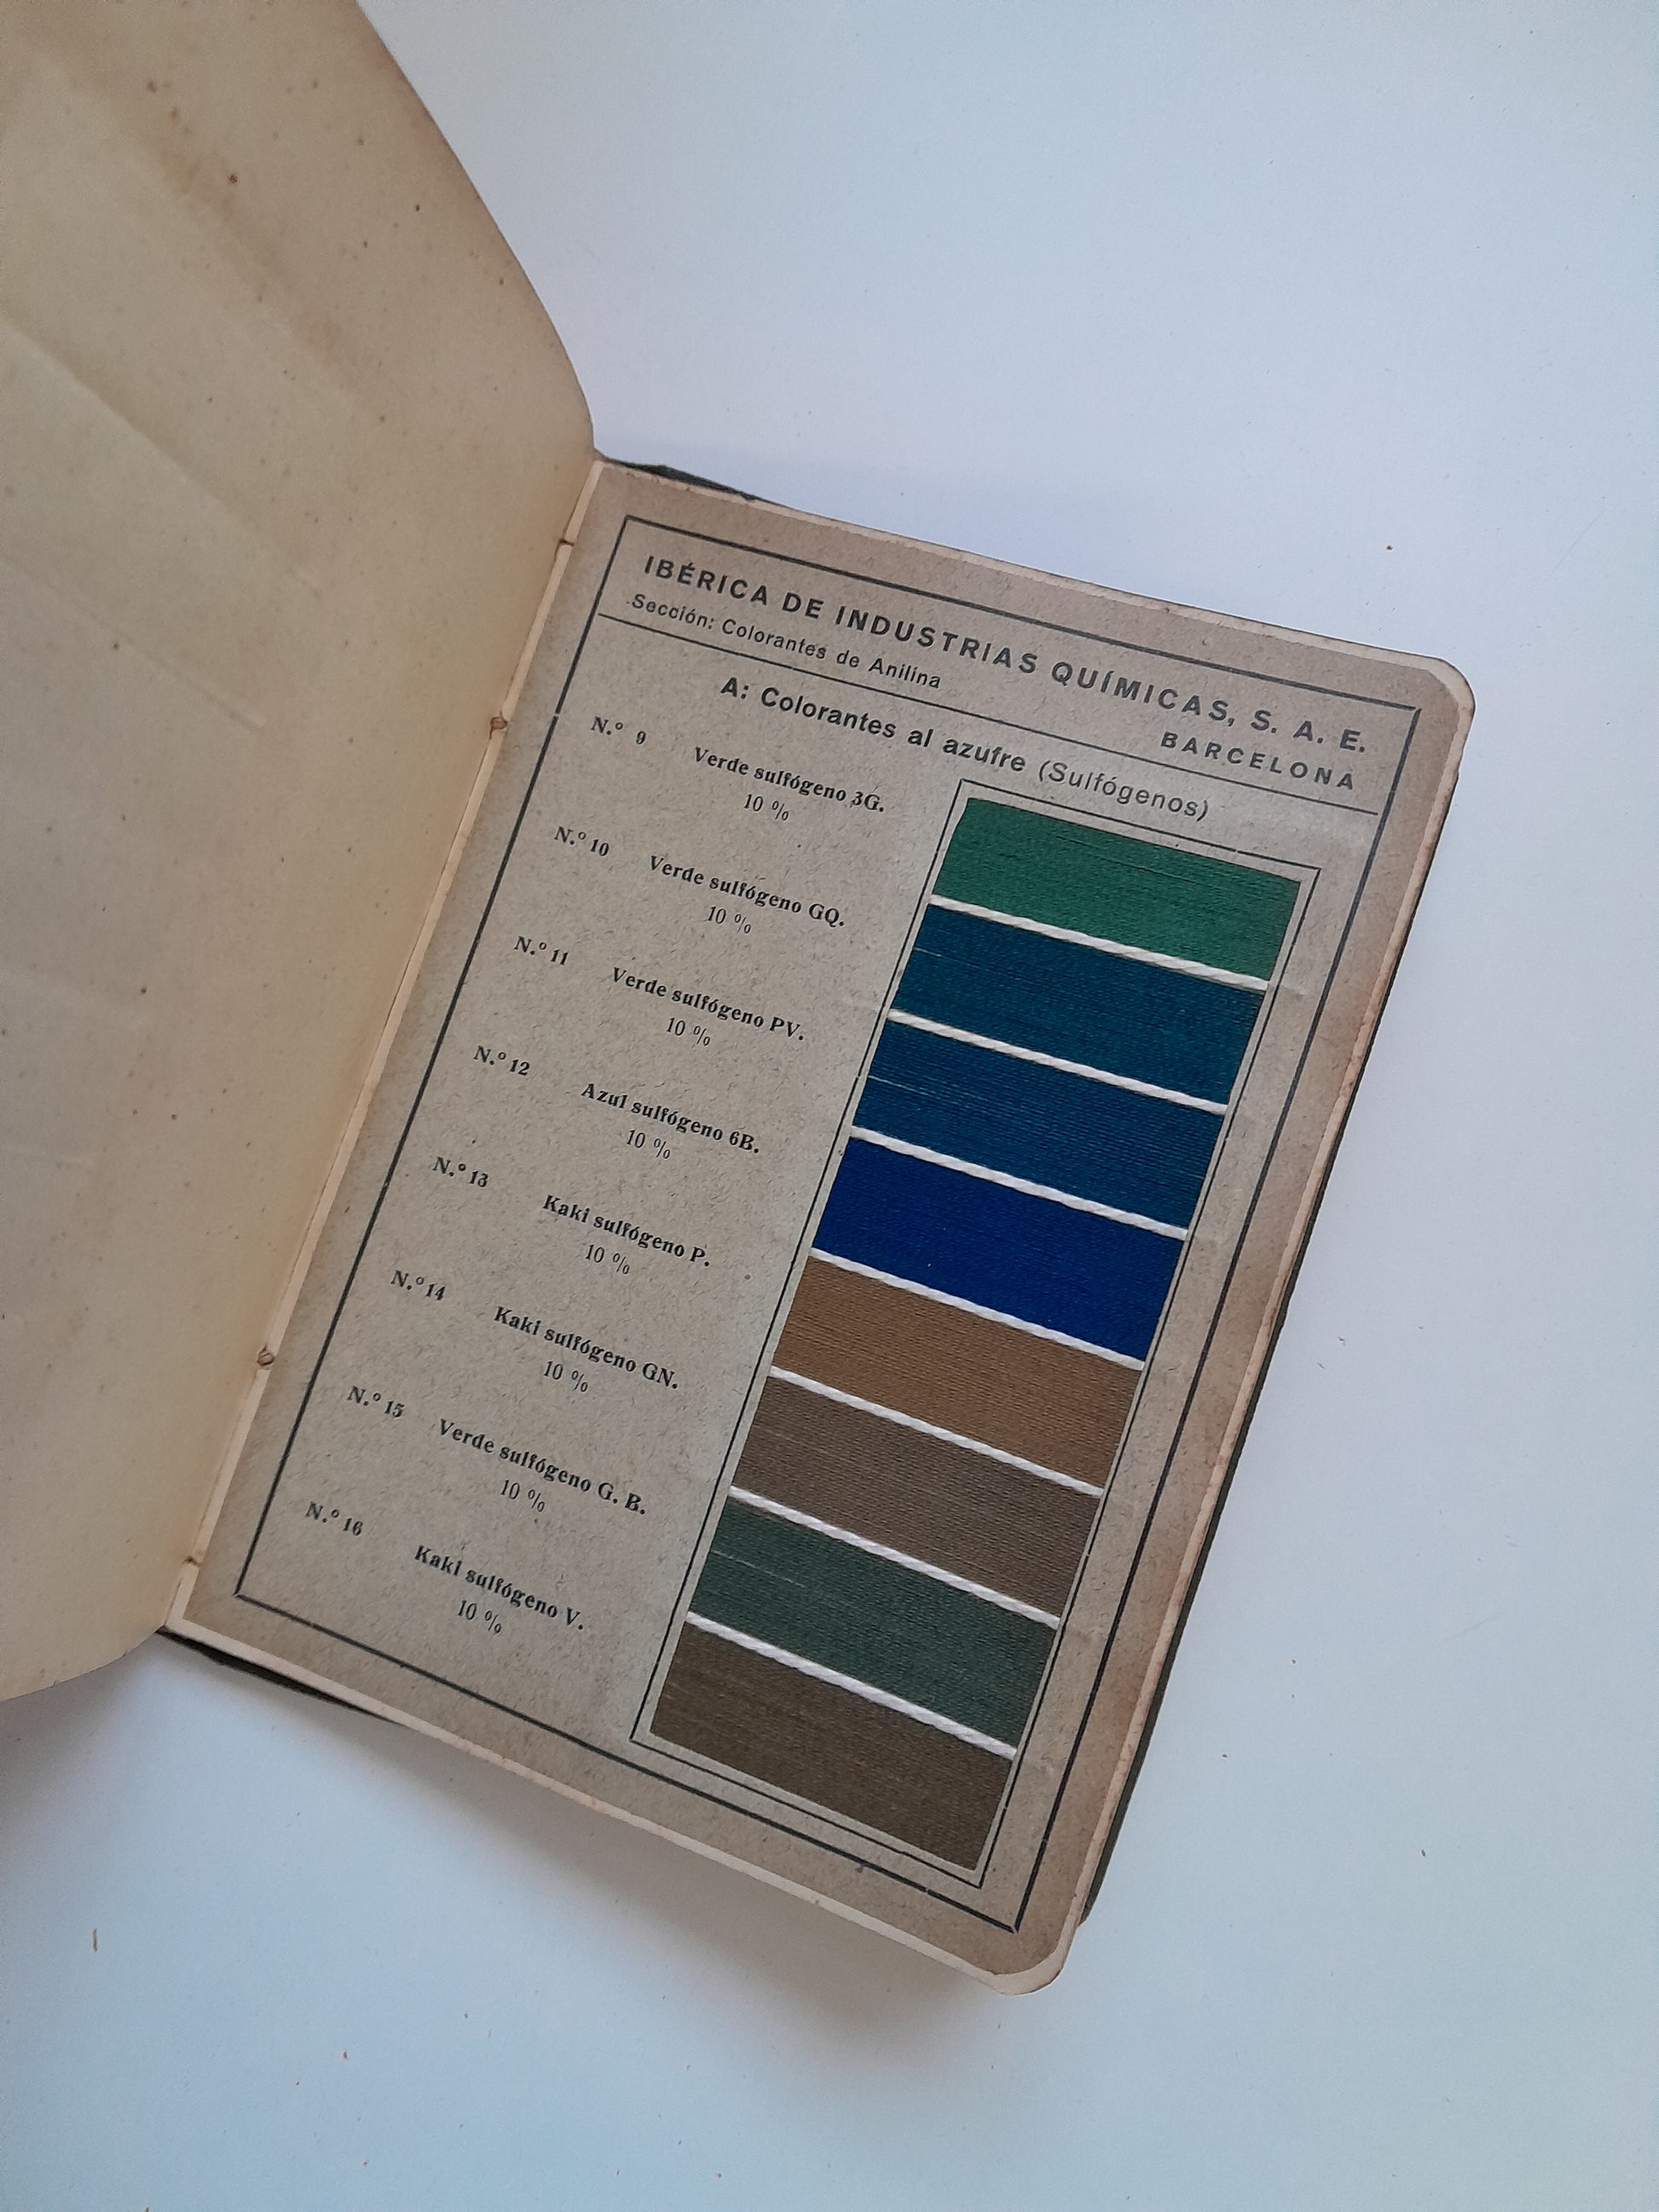 IBÉRICA DE INDUSTRIAS QUÍMICAS, S. A. E.
Sección: Colorantes de Anilina
BARCELONA
A: Colorantes al azufre (Sulfógenos)
N.º 9 Verde sulfógeno 3G.
10 %
N.º 10 Verde sulfógeno GQ.
10 %
N.º 11 Verde sulfógeno PV.
10 %
N.º 12 Azul sulfógeno 6B.
10 %
N.º 13 Kaki sulfógeno P.
10 %
N.º 14 Kaki sulfógeno GN.
10 %
N.º 15 Verde sulfógeno G. B.
10 %
N.º 16 Kaki sulfógeno V.
10 %